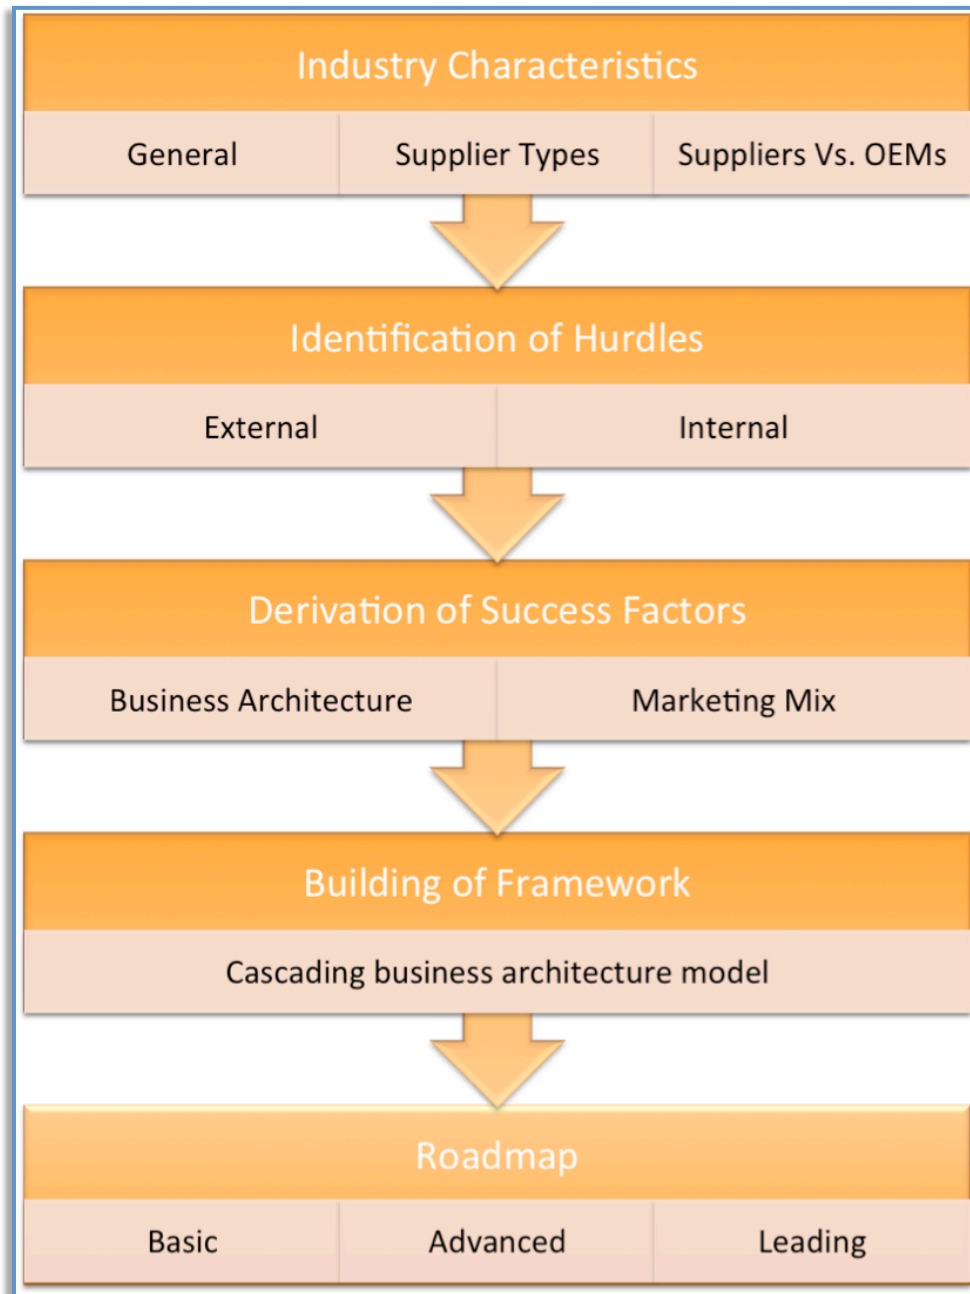 Industry Characteristics
General Supplier Types Suppliers Vs. OEMs
Identification of Hurdles
External Internal
Derivation of Success Factors
Business Architecture Marketing Mix
Building of Framework
Cascading business architecture model
Roadmap
Basic Advanced Leading